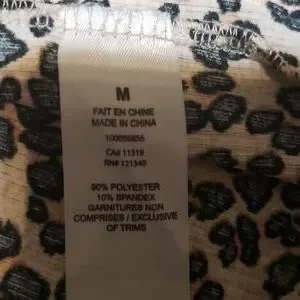 M
FAIT EN CHINE
MADE IN CHINA
CA# 11319
RN# 121340
90% POLYESTER
10% SPANDEX
GARNITURES NON
COMPRISES / EXCLUSIVE
OF TRIMS